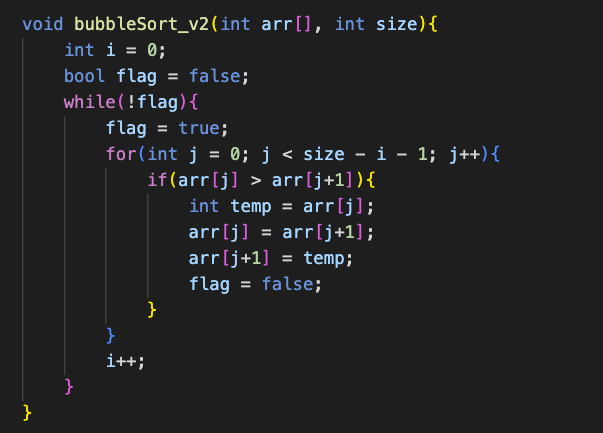 void bubbleSort_v2(int arr[], int size){
    int i = 0;
    bool flag = false;
    while(!flag){
        flag = true;
        for(int j = 0; j < size - i - 1; j++){
            if(arr[j] > arr[j+1]){
                int temp = arr[j];
                arr[j] = arr[j+1];
                arr[j+1] = temp;
                flag = false;
            }
        }
        i++;
    }
}